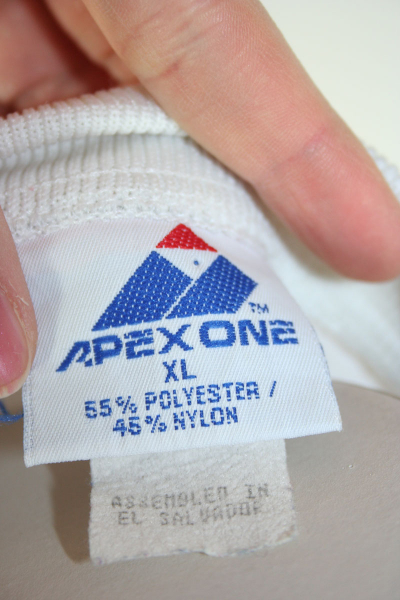 APEX ONE ™
XL
55% POLYESTER /
45% NYLON
ASSEMBLED IN
EL SALVADOR